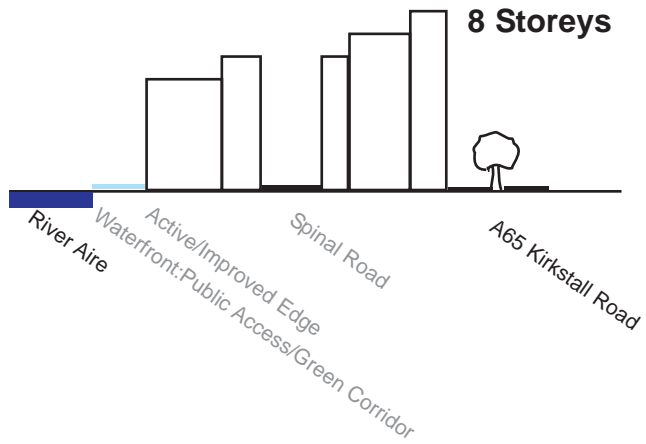 8 Storeys
River Aire
Waterfront:Public Access/Green Corridor
Active/Improved Edge
Spinal Road
A65 Kirkstall Road